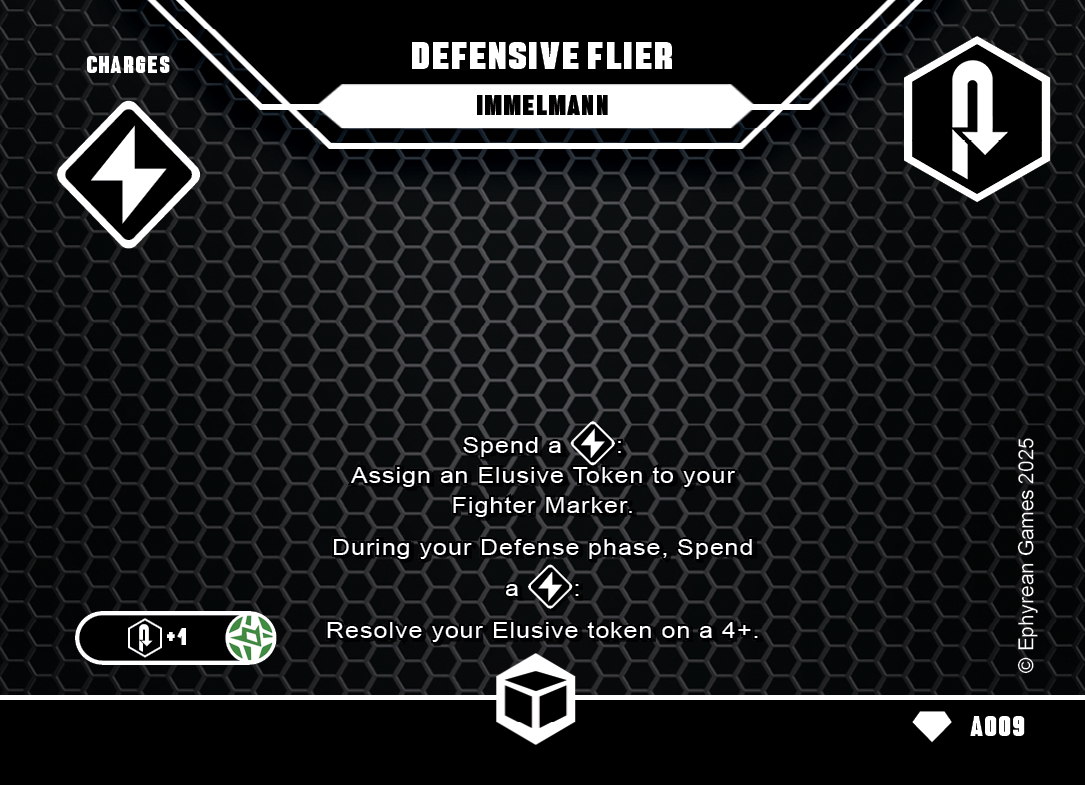 DEFENSIVE FLIER
CHARGES
IMMELMANN
Spend a :
Assign an Elusive Token to your
Fighter Marker.
During your Defense phase, Spend
a :
Resolve your Elusive token on a 4+.
+1
© Ephyrean Games 2025
A009